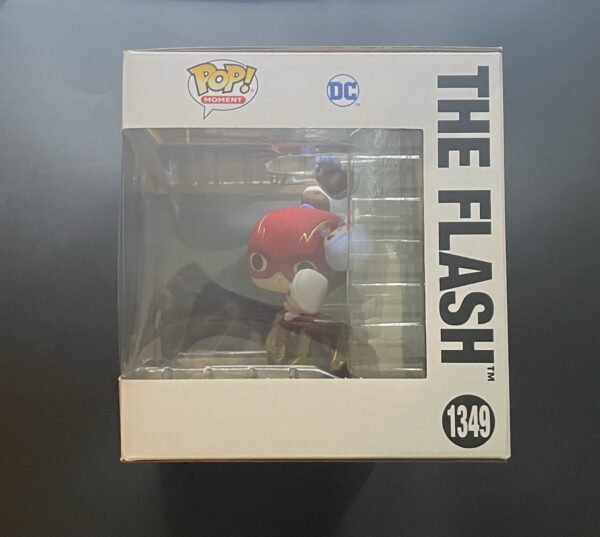 POP!
MOMENT
DC
THE FLASH™
1349